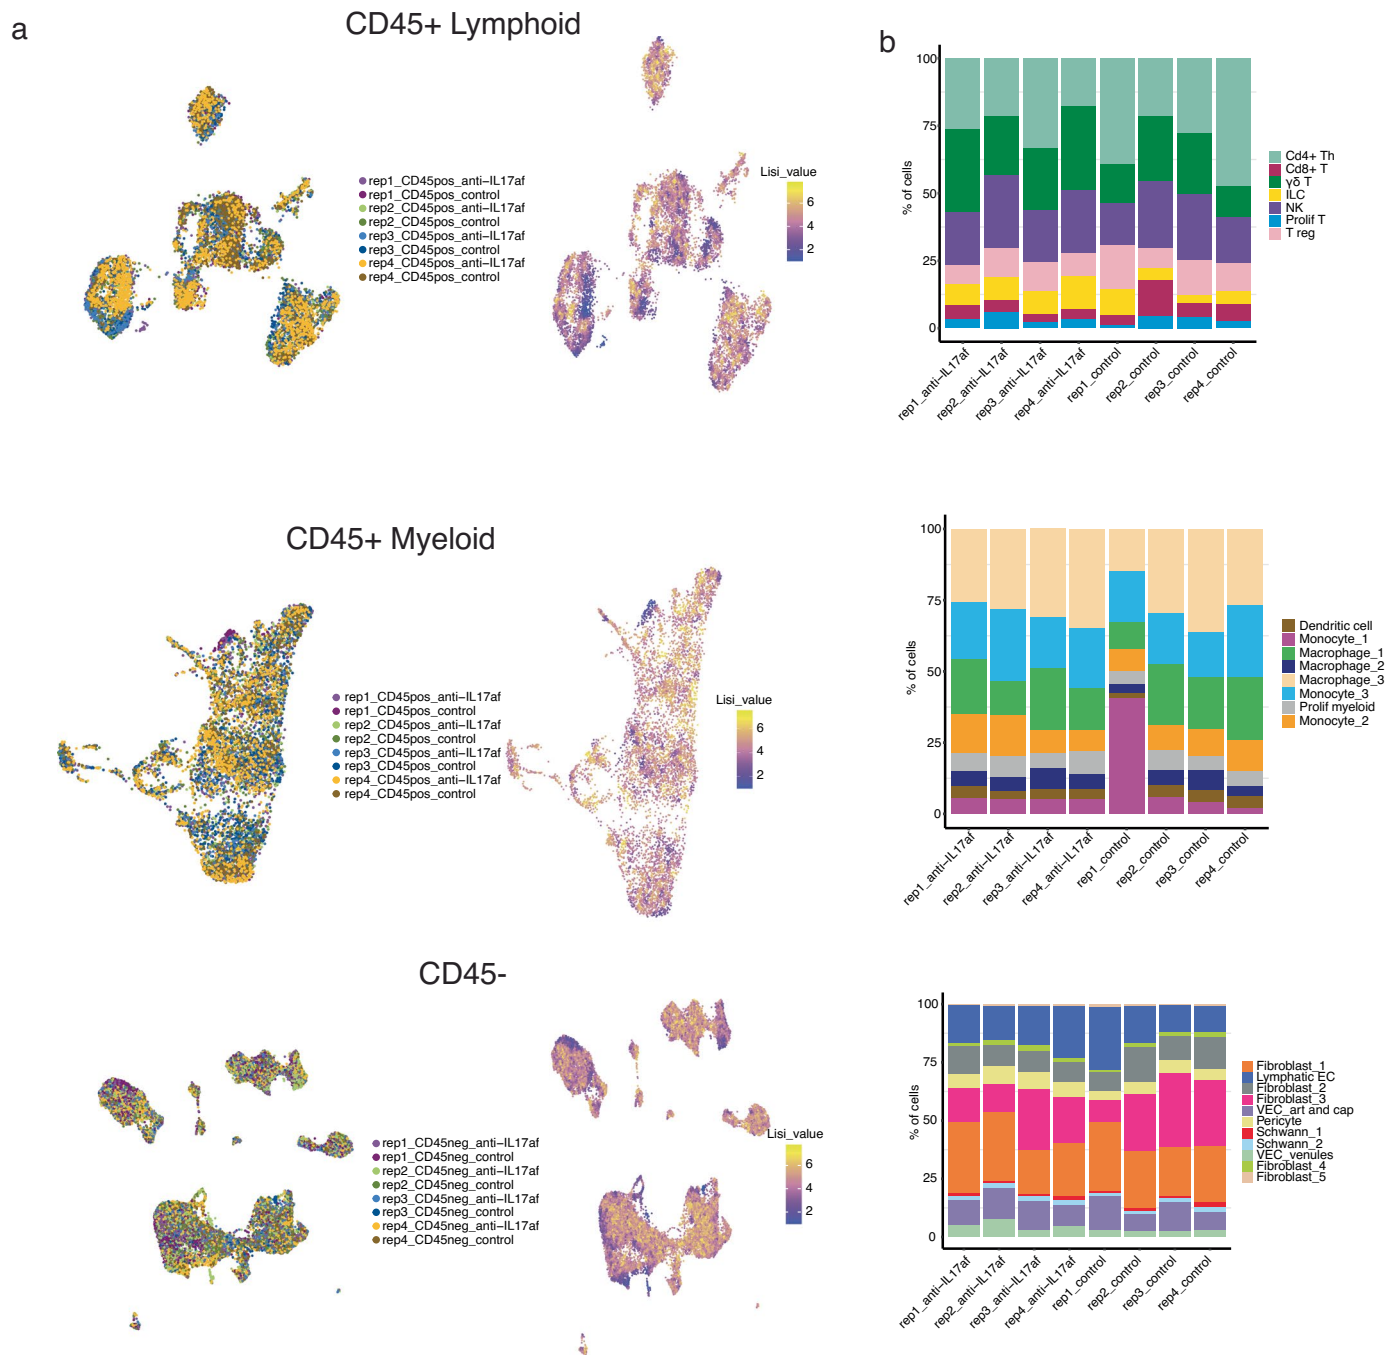 a
CD45+ Lymphoid
rep1_CD45pos_anti−IL17af
rep1_CD45pos_control
rep2_CD45pos_anti−IL17af
rep2_CD45pos_control
rep3_CD45pos_anti−IL17af
rep3_CD45pos_control
rep4_CD45pos_anti−IL17af
rep4_CD45pos_control
Lisi_value
6
4
2
b
% of cells
100
75
50
25
0
rep1_anti−IL17af
rep2_anti−IL17af
rep3_anti−IL17af
rep4_anti−IL17af
rep1_control
rep2_control
rep3_control
rep4_control
Cd4+ Th
Cd8+ T
γδ T
ILC
NK
Prolif T
T reg
CD45+ Myeloid
rep1_CD45pos_anti−IL17af
rep1_CD45pos_control
rep2_CD45pos_anti−IL17af
rep2_CD45pos_control
rep3_CD45pos_anti−IL17af
rep3_CD45pos_control
rep4_CD45pos_anti−IL17af
rep4_CD45pos_control
Lisi_value
6
4
2
% of cells
100
75
50
25
0
rep1_anti−IL17af
rep2_anti−IL17af
rep3_anti−IL17af
rep4_anti−IL17af
rep1_control
rep2_control
rep3_control
rep4_control
Dendritic cell
Monocyte_1
Macrophage_1
Macrophage_2
Macrophage_3
Monocyte_3
Prolif myeloid
Monocyte_2
CD45-
rep1_CD45neg_anti−IL17af
rep1_CD45neg_control
rep2_CD45neg_anti−IL17af
rep2_CD45neg_control
rep3_CD45neg_anti−IL17af
rep3_CD45neg_control
rep4_CD45neg_anti−IL17af
rep4_CD45neg_control
Lisi_value
6
4
2
% of cells
100
75
50
25
0
rep1_anti−IL17af
rep2_anti−IL17af
rep3_anti−IL17af
rep4_anti−IL17af
rep1_control
rep2_control
rep3_control
rep4_control
Fibroblast_1
Lymphatic EC
Fibroblast_2
Fibroblast_3
VEC_art and cap
Pericyte
Schwann_1
Schwann_2
VEC_venules
Fibroblast_4
Fibroblast_5